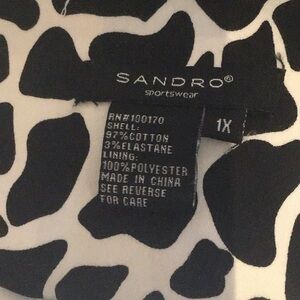 SANDRO®
sportswear
1X
RN#100170
SHELL:
97%COTTON
3%ELASTANE
LINING:
100%POLYESTER
MADE IN CHINA
SEE REVERSE
FOR CARE